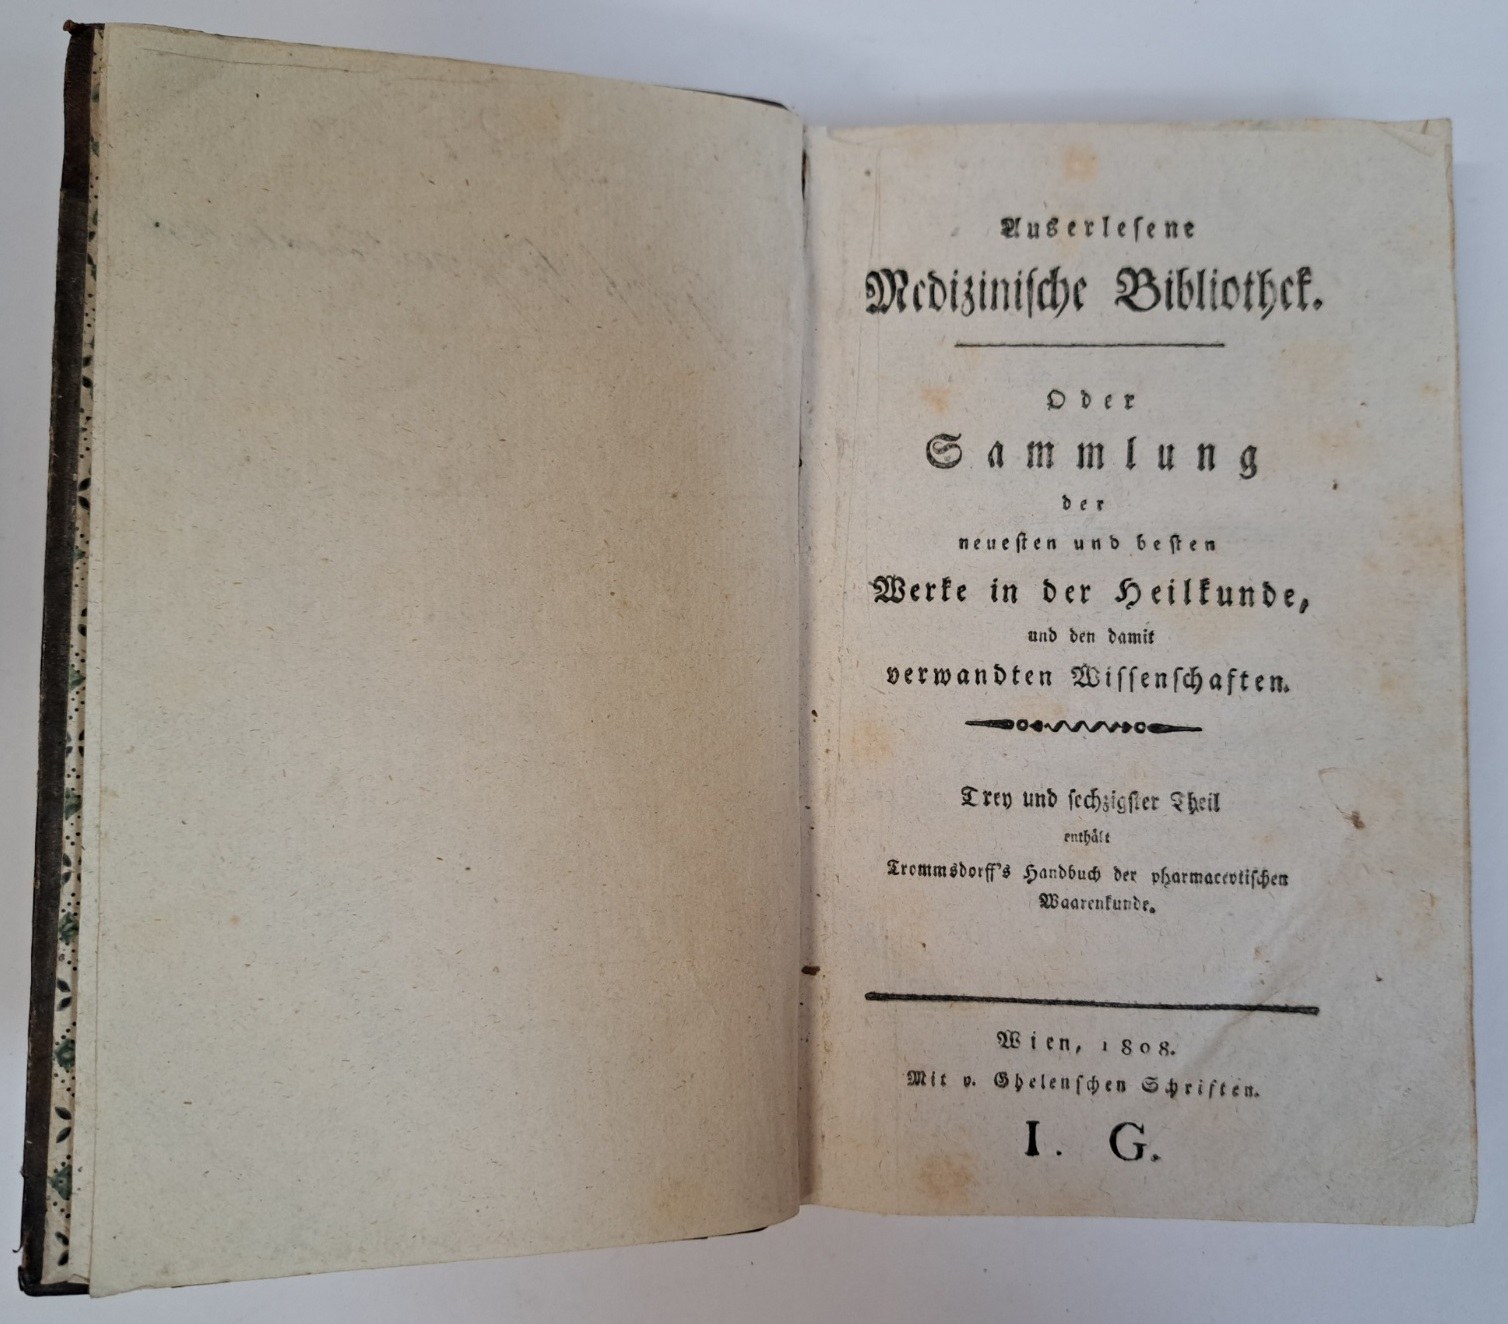 Auserlesene
Medizinische Bibliothek.
Oder
Sammlung
der
neuesten und besten
Werke in der Heilkunde,
und den damit
verwandten Wissenschaften.
Trey und sechzigster Theil
enthält
Trommsdorff's Handbuch der pharmacevtischen
Waarenkunde.
Wien, 1808.
Mit v. Ghelenschen Schriften.
I. G.